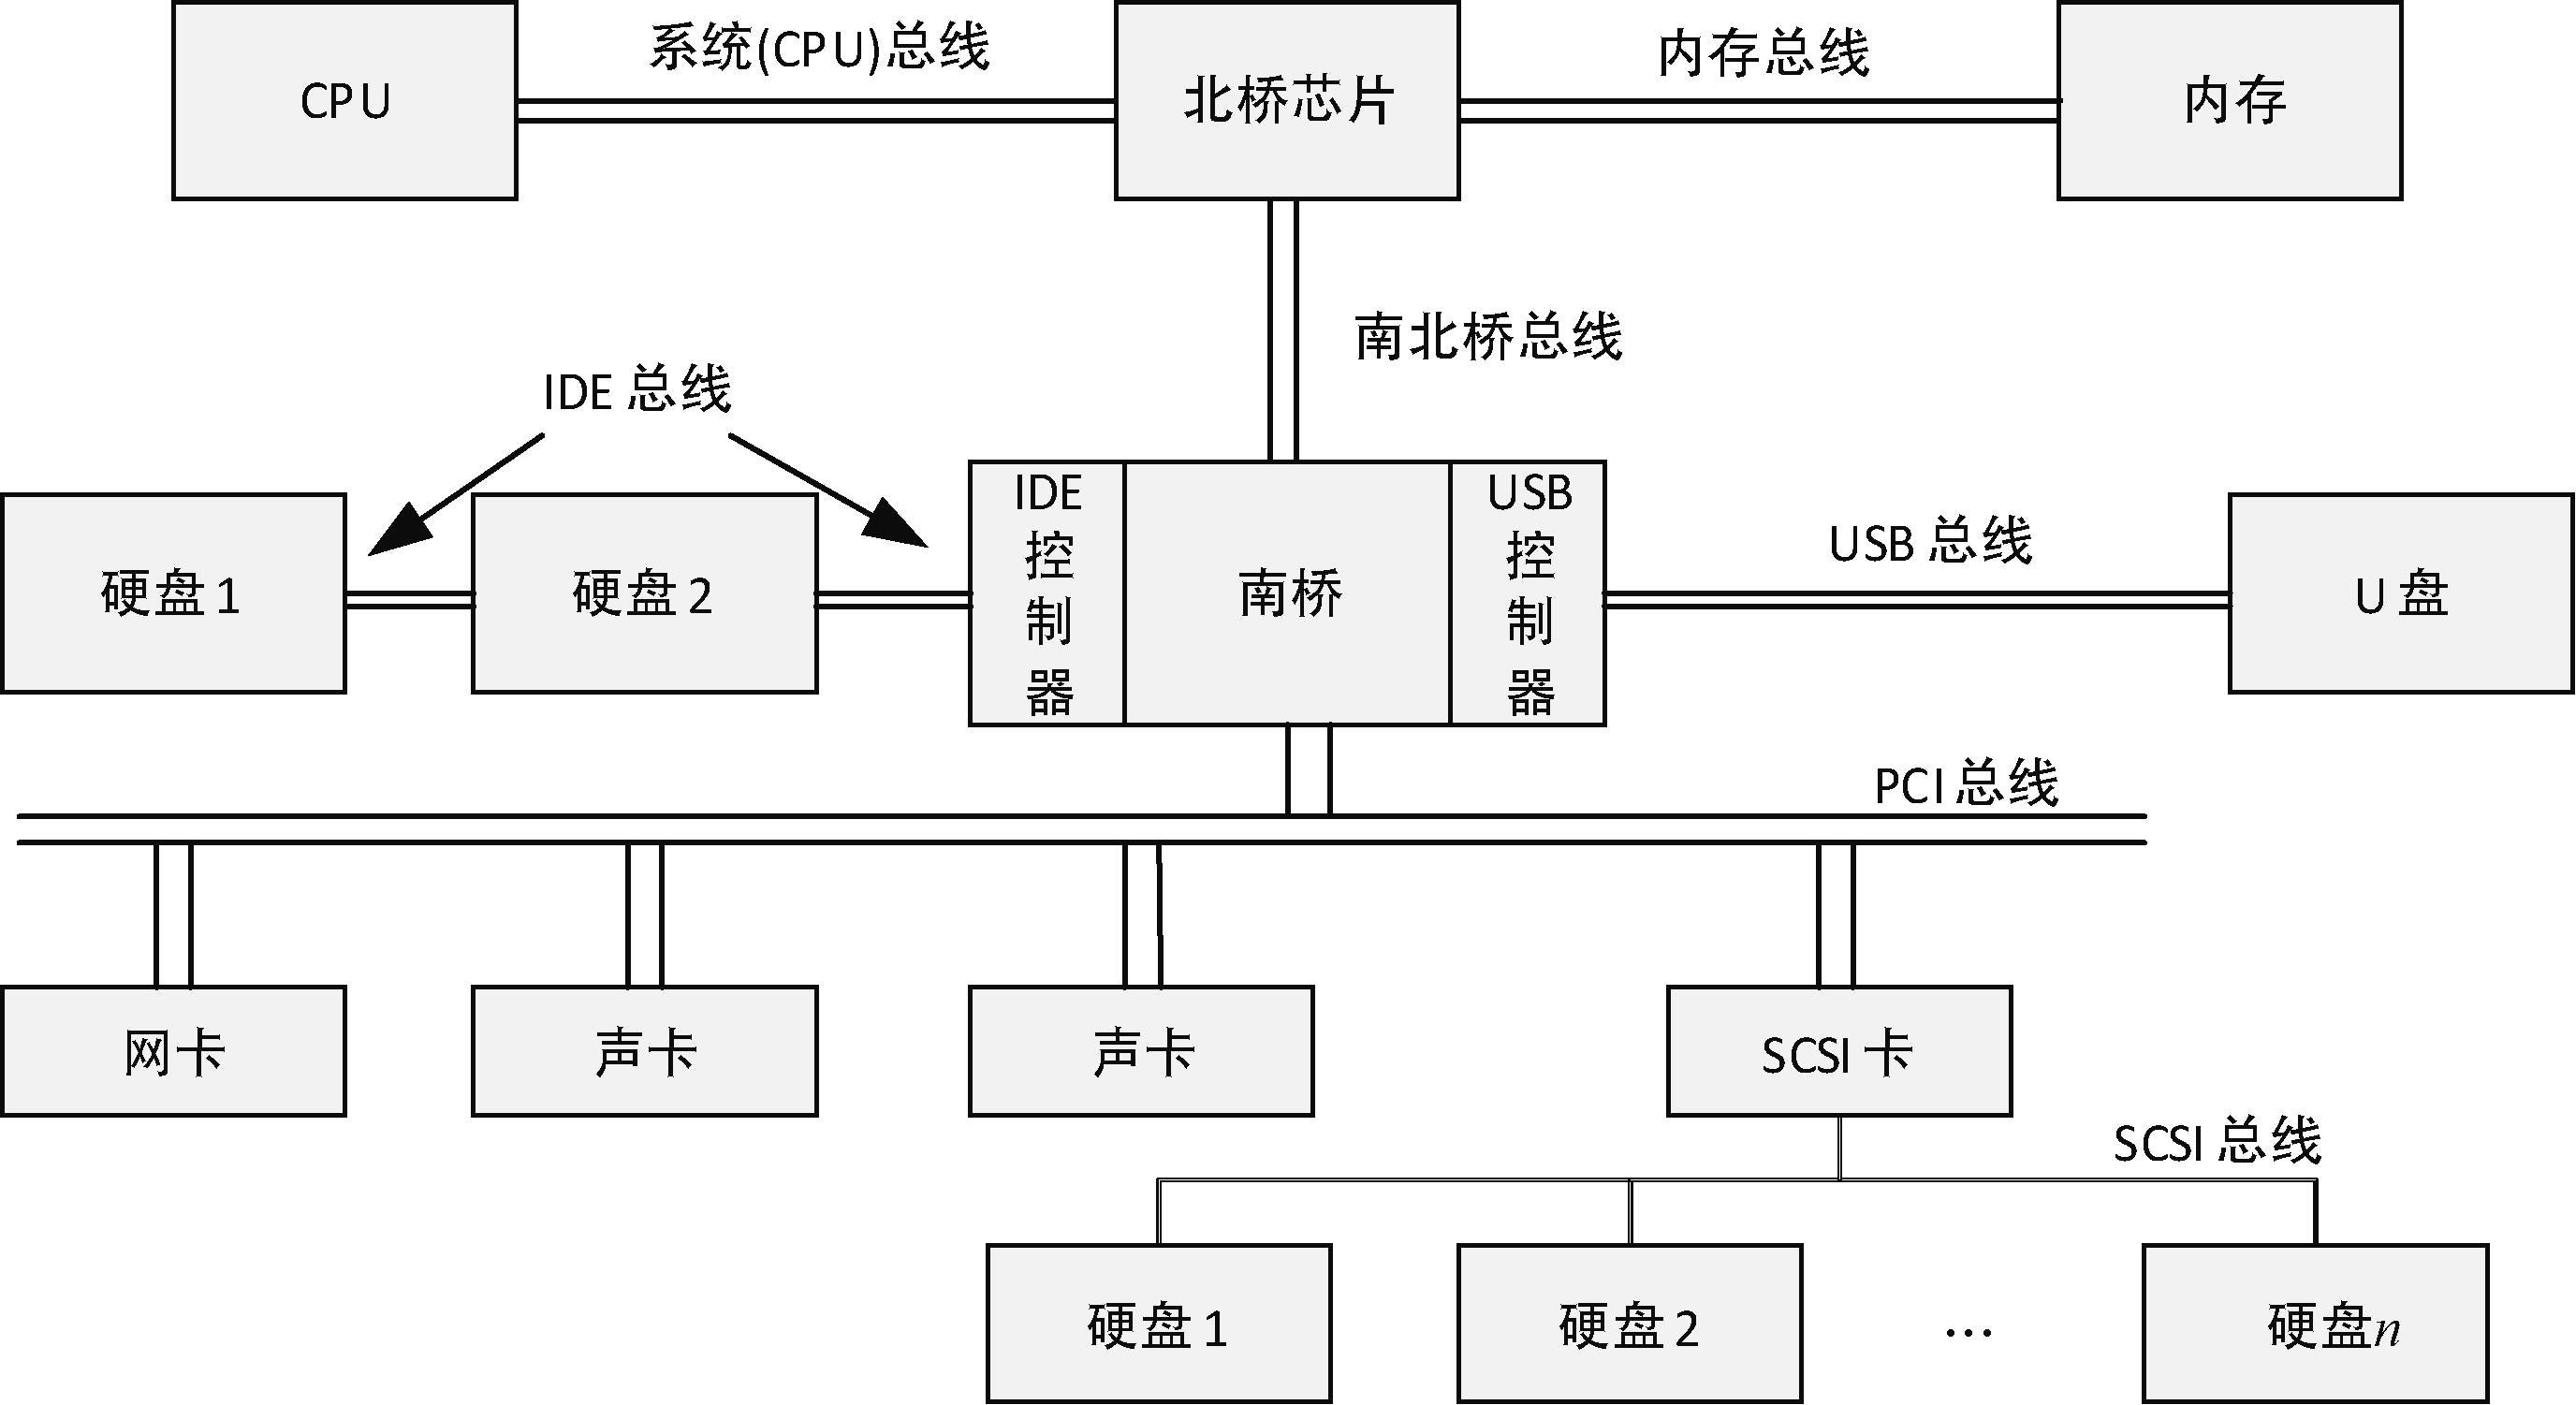 系统(CPU)总线
内存总线
CPU
北桥芯片
内存
南北桥总线
IDE 总线
IDE
控
制
器
南桥
USB
控
制
器
USB 总线
硬盘 1
硬盘 2
U 盘
PCI 总线
网卡
声卡
声卡
SCSI 卡
SCSI 总线
硬盘 1
硬盘 2
…
硬盘n